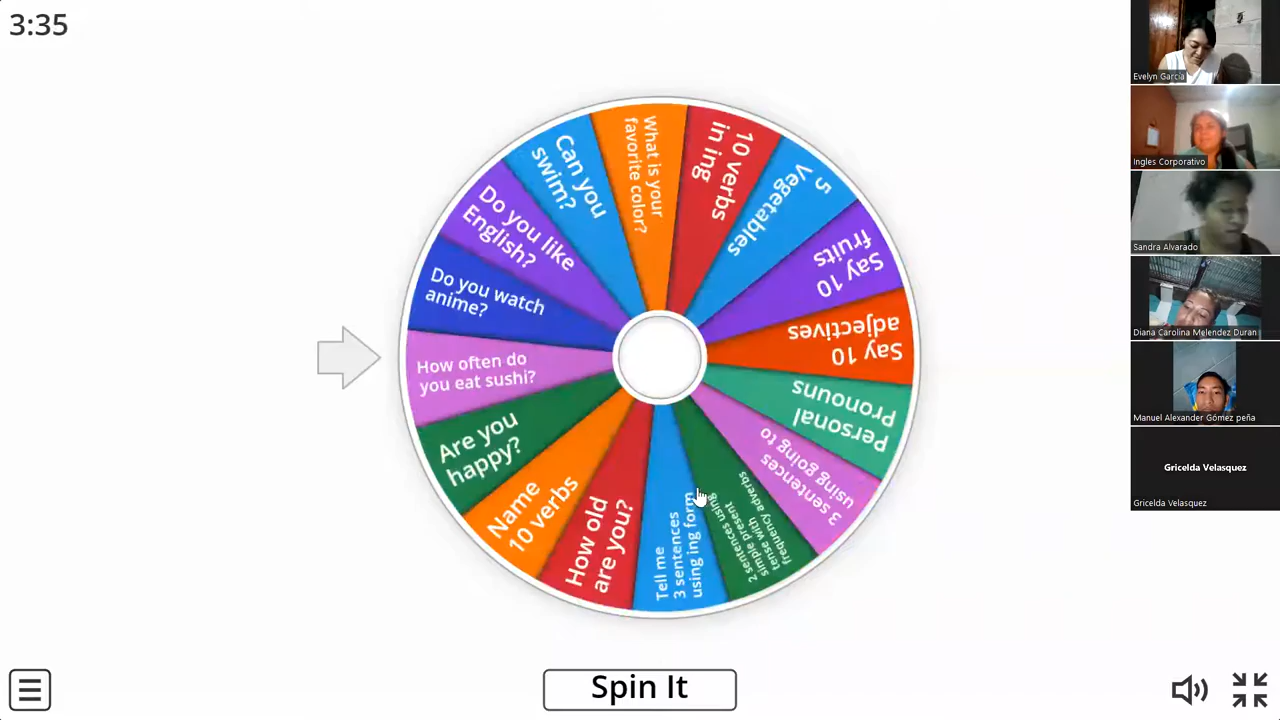 3:35
What is your
favorite color?
10 verbs
in ing
5
Vegetables
Say 10
fruits
Say 10
adjectives
Personal
Pronouns
3 sentences
using going to
2 sentences using
simple present
tense with
frequency adverbs
Tell me
3 sentences
using ing form
How old
are you?
Name
10 verbs
Are you
happy?
How often do
you eat sushi?
Do you watch
anime?
Do you like
English?
Can you
swim?
Spin It
Evelyn García
Ingles Corporativo
Sandra Alvarado
Diana Carolina Melendez Duran
Manuel Alexander Gómez peña
Gricelda Velasquez
Gricelda Velasquez